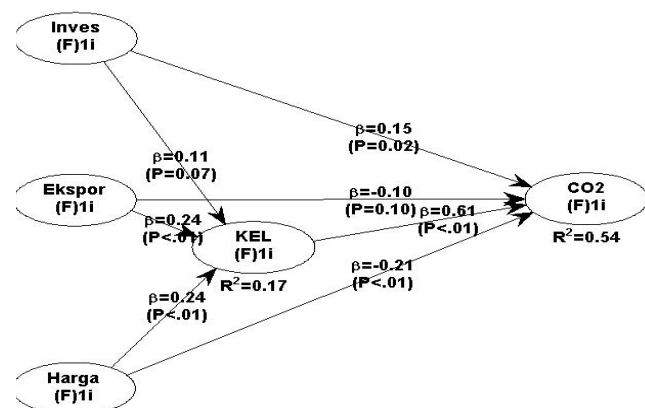 Inves
(F)1i
β=0.15
(P=0.02)
β=0.11
(P=0.07)
Ekspor
(F)1i
β=-0.10
(P=0.10)
CO2
(F)1i
R²=0.54
β=0.24
(P<.01)
β=0.61
(P<.01)
KEL
(F)1i
R²=0.17
β=-0.21
(P<.01)
β=0.24
(P<.01)
Harga
(F)1i